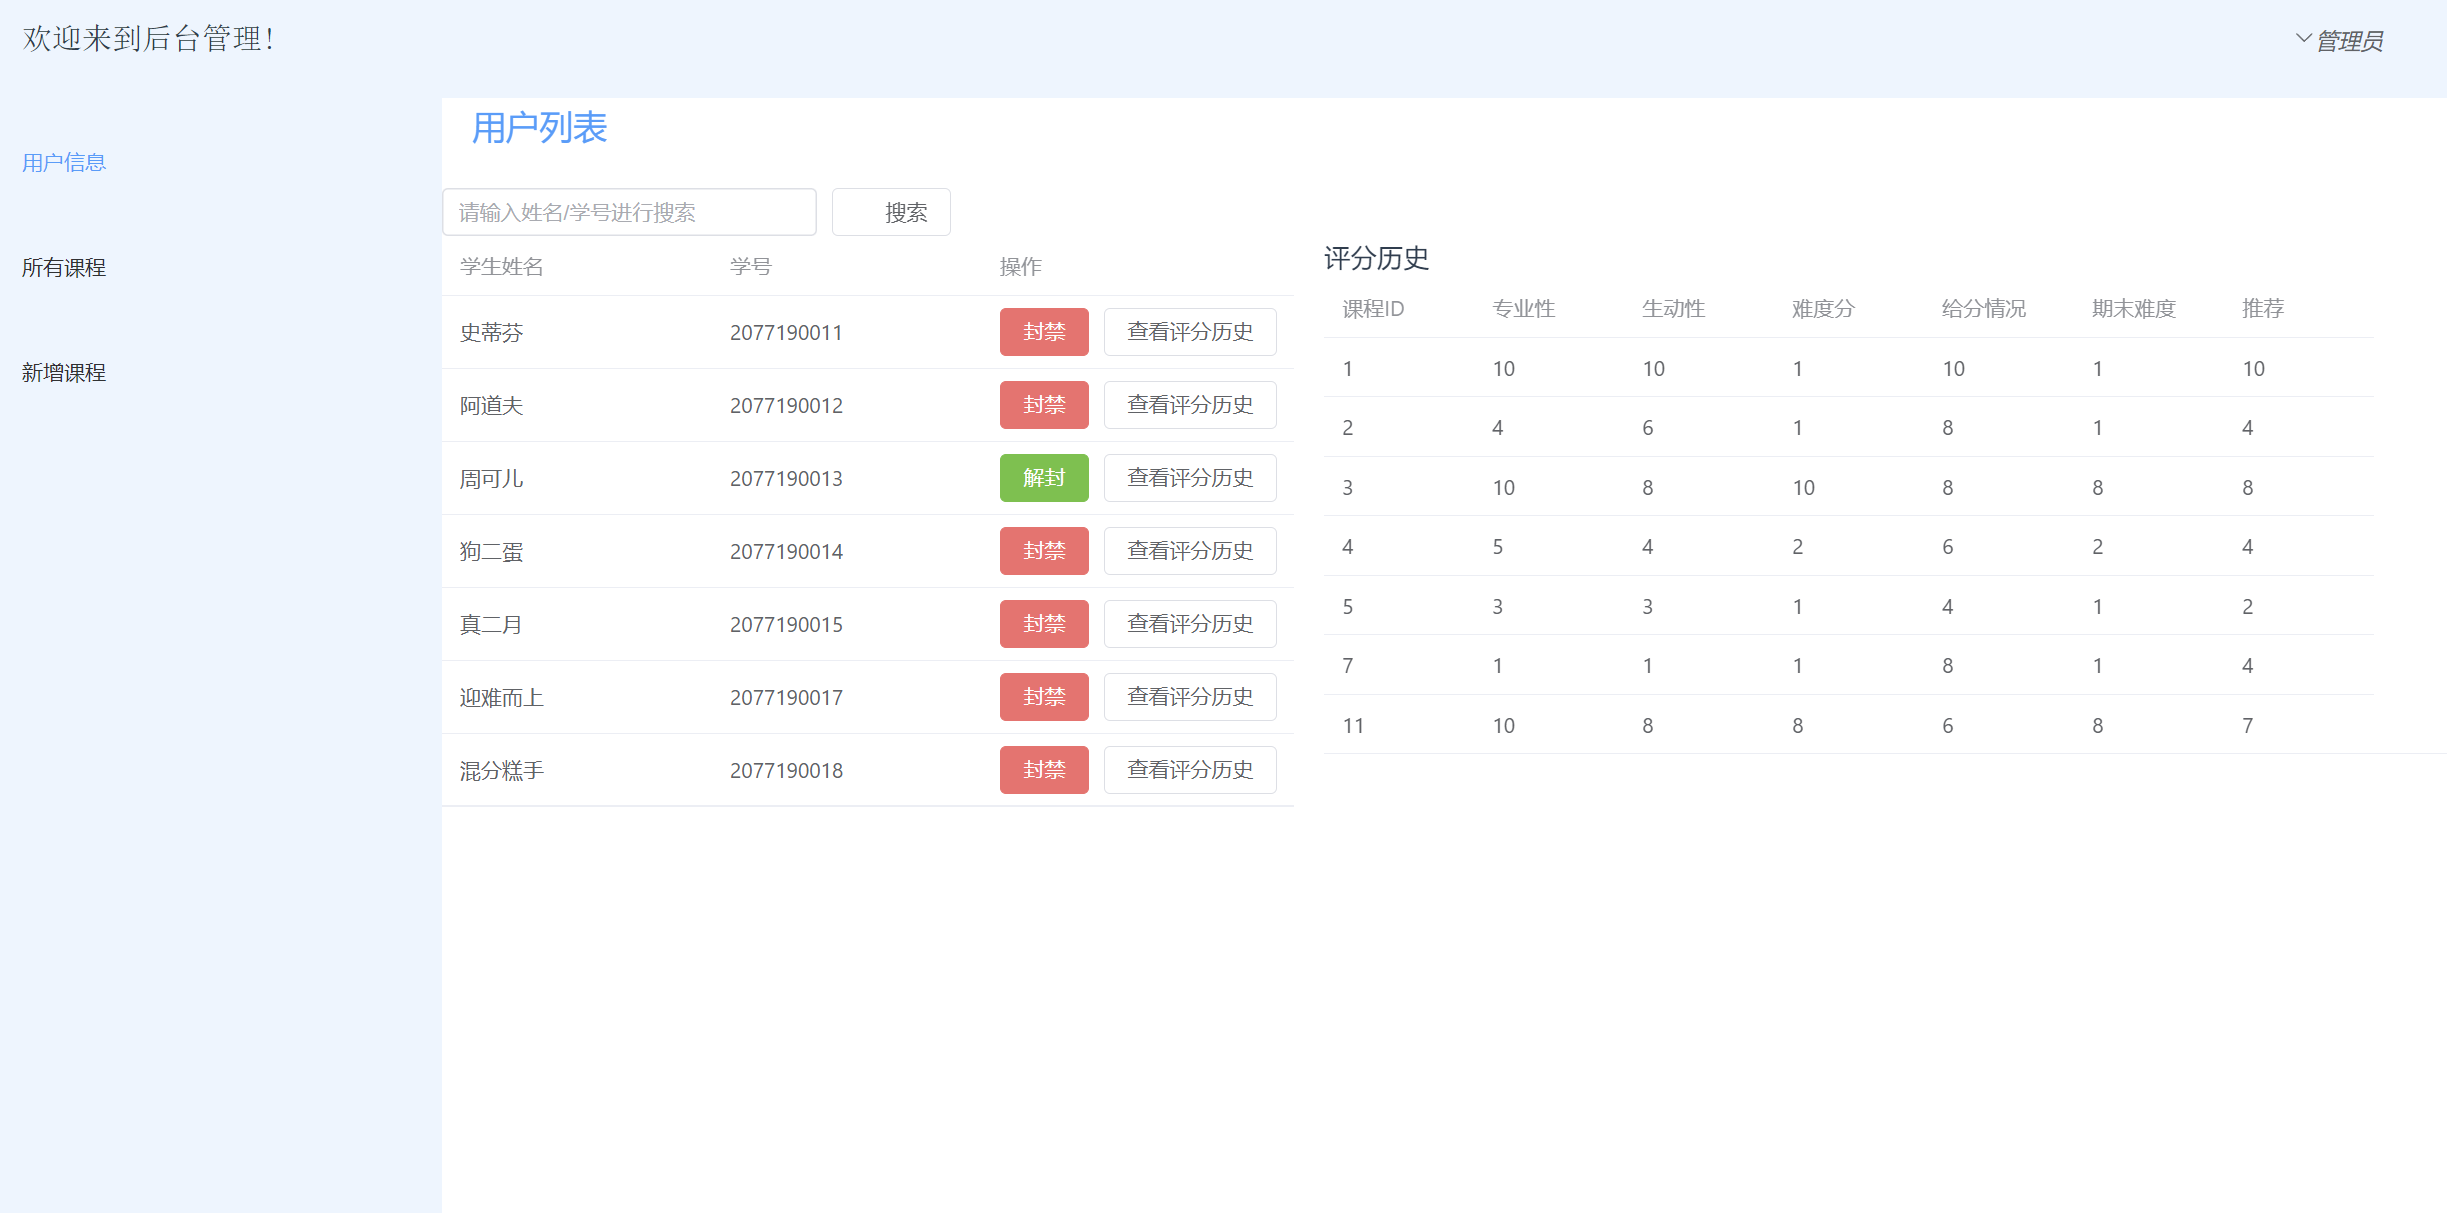 欢迎来到后台管理!
管理员
用户信息
所有课程
新增课程
用户列表
请输入姓名/学号进行搜索 搜索
学生姓名 学号 操作
史蒂芬 2077190011 封禁 查看评分历史
阿道夫 2077190012 封禁 查看评分历史
周可儿 2077190013 解封 查看评分历史
狗二蛋 2077190014 封禁 查看评分历史
真二月 2077190015 封禁 查看评分历史
迎难而上 2077190017 封禁 查看评分历史
混分糕手 2077190018 封禁 查看评分历史
评分历史
课程ID 专业性 生动性 难度分 给分情况 期末难度 推荐
1 10 10 1 10 1 10
2 4 6 1 8 1 4
3 10 8 10 8 8 8
4 5 4 2 6 2 4
5 3 3 1 4 1 2
7 1 1 1 8 1 4
11 10 8 8 6 8 7